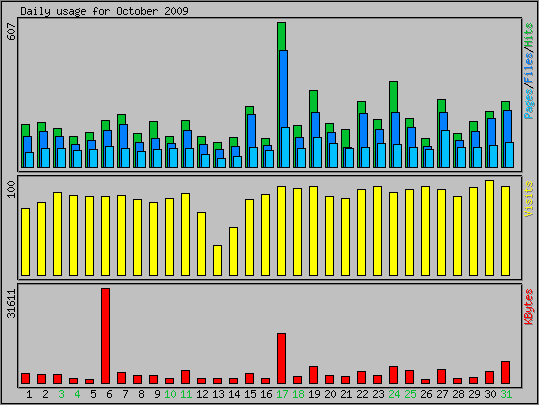 Daily usage for October 2009
607
Pages/Files/Hits
100
Visits
31611
KBytes
1 2 3 4 5 6 7 8 9 10 11 12 13 14 15 16 17 18 19 20 21 22 23 24 25 26 27 28 29 30 31